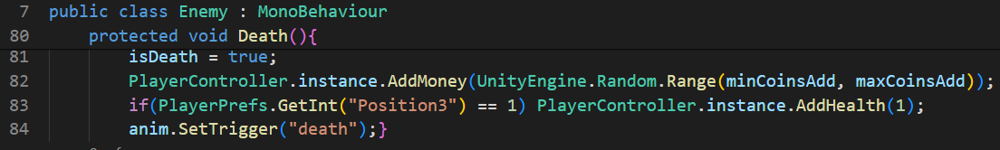 7 public class Enemy : MonoBehaviour
80 protected void Death(){
81 isDeath = true;
82 PlayerController.instance.AddMoney(UnityEngine.Random.Range(minCoinsAdd, maxCoinsAdd));
83 if(PlayerPrefs.GetInt("Position3") == 1) PlayerController.instance.AddHealth(1);
84 anim.SetTrigger("death");}